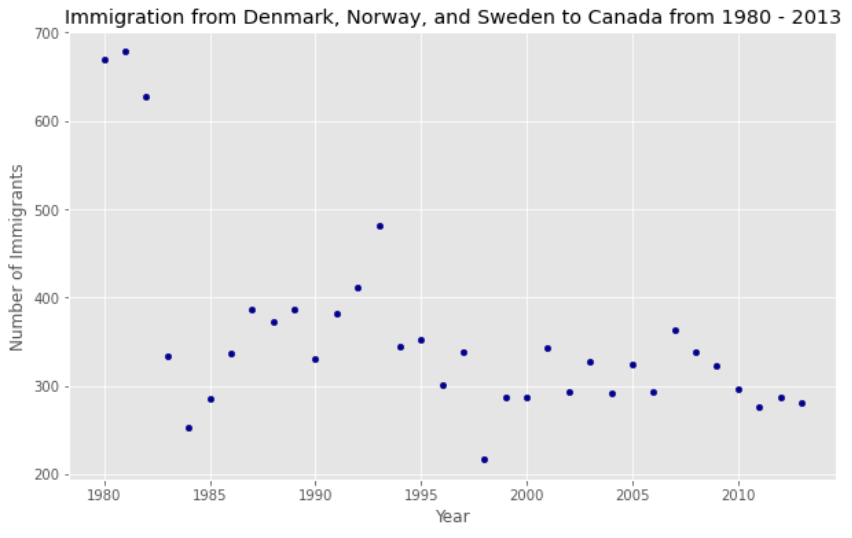 Immigration from Denmark, Norway, and Sweden to Canada from 1980 - 2013
700
600
500
400
300
200
Number of Immigrants
1980 1985 1990 1995 2000 2005 2010
Year